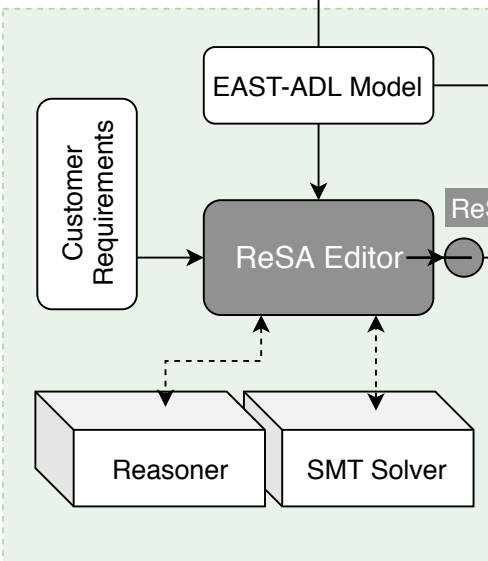 EAST-ADL Model
Customer
Requirements
ReSA Editor
Reasoner
SMT Solver